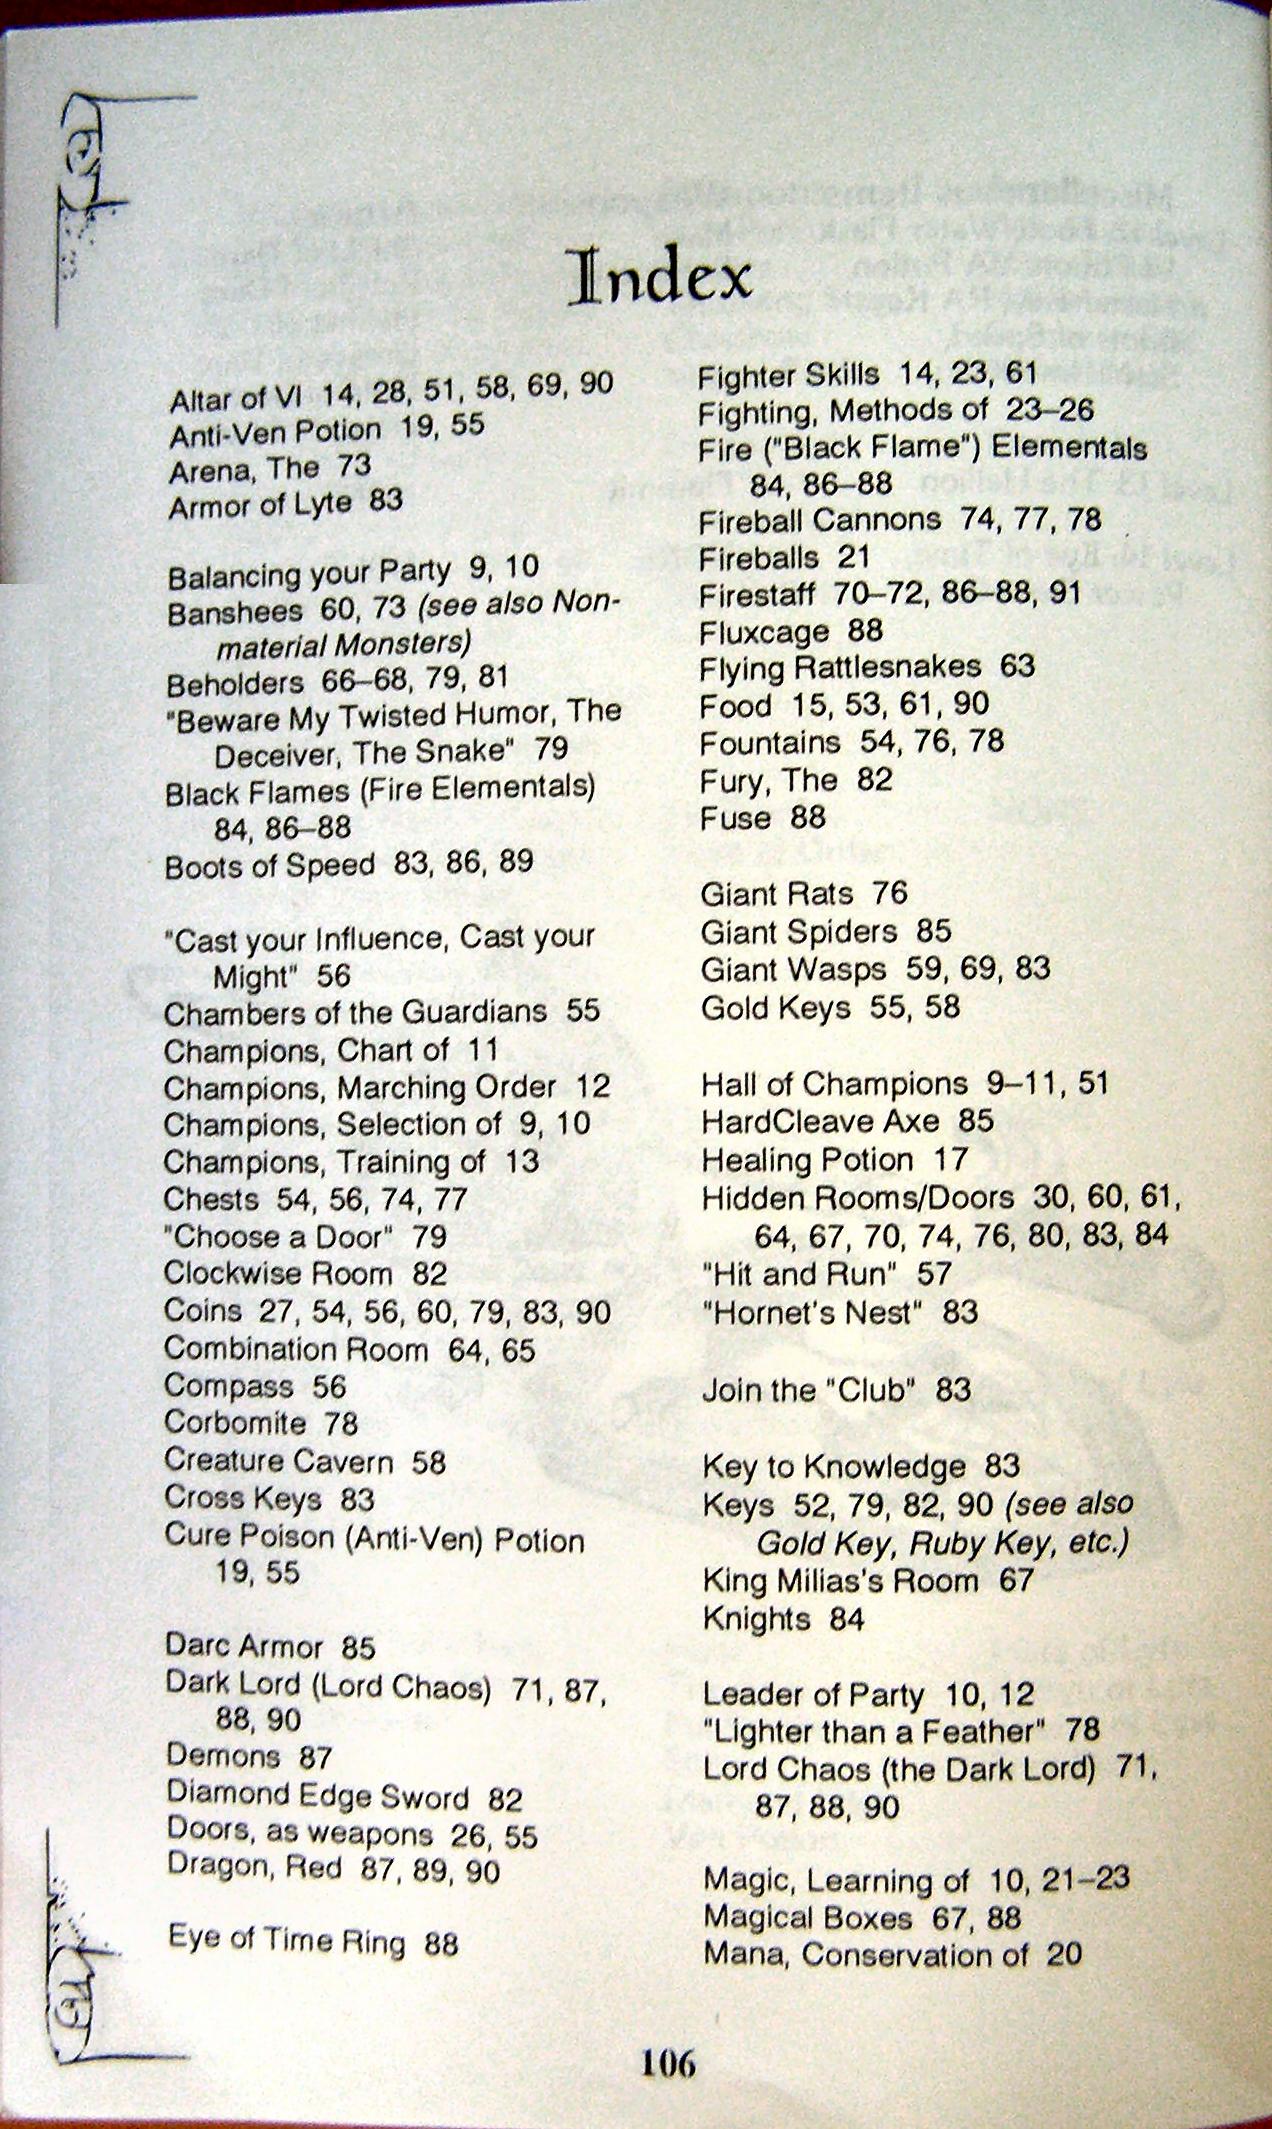 Index
Altar of VI 14, 28, 51, 58, 69, 90
Anti-Ven Potion 19, 55
Arena, The 73
Armor of Lyte 83
Balancing your Party 9, 10
Banshees 60, 73 (see also Non-
material Monsters)
Beholders 66–68, 79, 81
"Beware My Twisted Humor, The
Deceiver, The Snake" 79
Black Flames (Fire Elementals)
84, 86–88
Boots of Speed 83, 86, 89
"Cast your Influence, Cast your
Might" 56
Chambers of the Guardians 55
Champions, Chart of 11
Champions, Marching Order 12
Champions, Selection of 9, 10
Champions, Training of 13
Chests 54, 56, 74, 77
"Choose a Door" 79
Clockwise Room 82
Coins 27, 54, 56, 60, 79, 83, 90
Combination Room 64, 65
Compass 56
Corbomite 78
Creature Cavern 58
Cross Keys 83
Cure Poison (Anti-Ven) Potion
19, 55
Darc Armor 85
Dark Lord (Lord Chaos) 71, 87,
88, 90
Demons 87
Diamond Edge Sword 82
Doors, as weapons 26, 55
Dragon, Red 87, 89, 90
Eye of Time Ring 88
Fighter Skills 14, 23, 61
Fighting, Methods of 23–26
Fire ("Black Flame") Elementals
84, 86–88
Fireball Cannons 74, 77, 78
Fireballs 21
Firestaff 70–72, 86–88, 91
Fluxcage 88
Flying Rattlesnakes 63
Food 15, 53, 61, 90
Fountains 54, 76, 78
Fury, The 82
Fuse 88
Giant Rats 76
Giant Spiders 85
Giant Wasps 59, 69, 83
Gold Keys 55, 58
Hall of Champions 9–11, 51
HardCleave Axe 85
Healing Potion 17
Hidden Rooms/Doors 30, 60, 61,
64, 67, 70, 74, 76, 80, 83, 84
"Hit and Run" 57
"Hornet's Nest" 83
Join the "Club" 83
Key to Knowledge 83
Keys 52, 79, 82, 90 (see also
Gold Key, Ruby Key, etc.)
King Milias's Room 67
Knights 84
Leader of Party 10, 12
"Lighter than a Feather" 78
Lord Chaos (the Dark Lord) 71,
87, 88, 90
Magic, Learning of 10, 21–23
Magical Boxes 67, 88
Mana, Conservation of 20
106